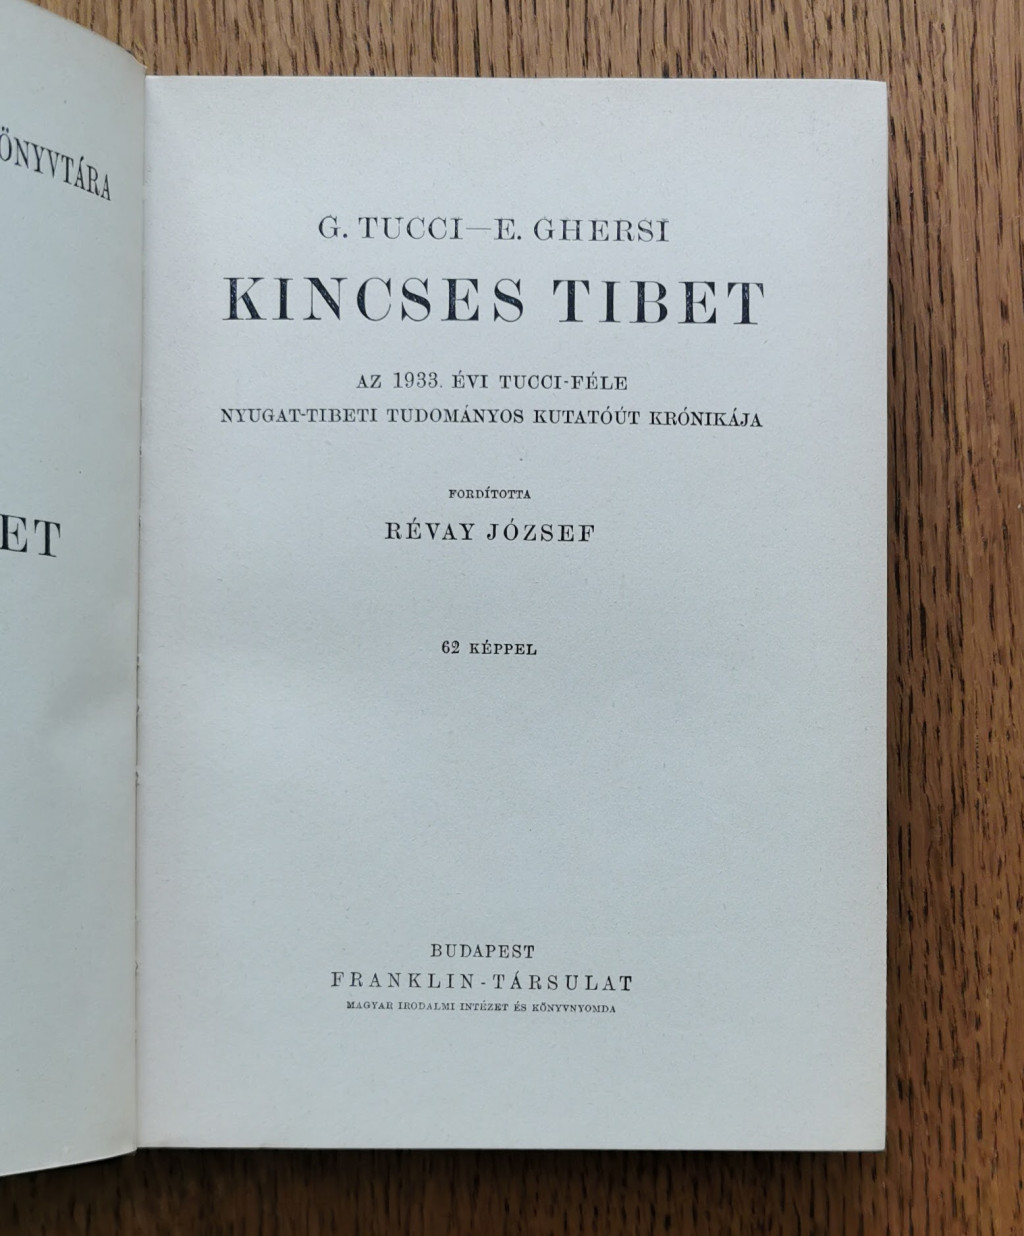 ÖNYVTÁRA
ET
G. TUCCI—E. GHERSI
KINCSES TIBET
AZ 1933. ÉVI TUCCI-FÉLE
NYUGAT-TIBETI TUDOMÁNYOS KUTATÓÚT KRÓNIKÁJA
FORDÍTOTTA
RÉVAY JÓZSEF
62 KÉPPEL
BUDAPEST
FRANKLIN-TÁRSULAT
MAGYAR IRODALMI INTÉZET ÉS KÖNYVNYOMDA